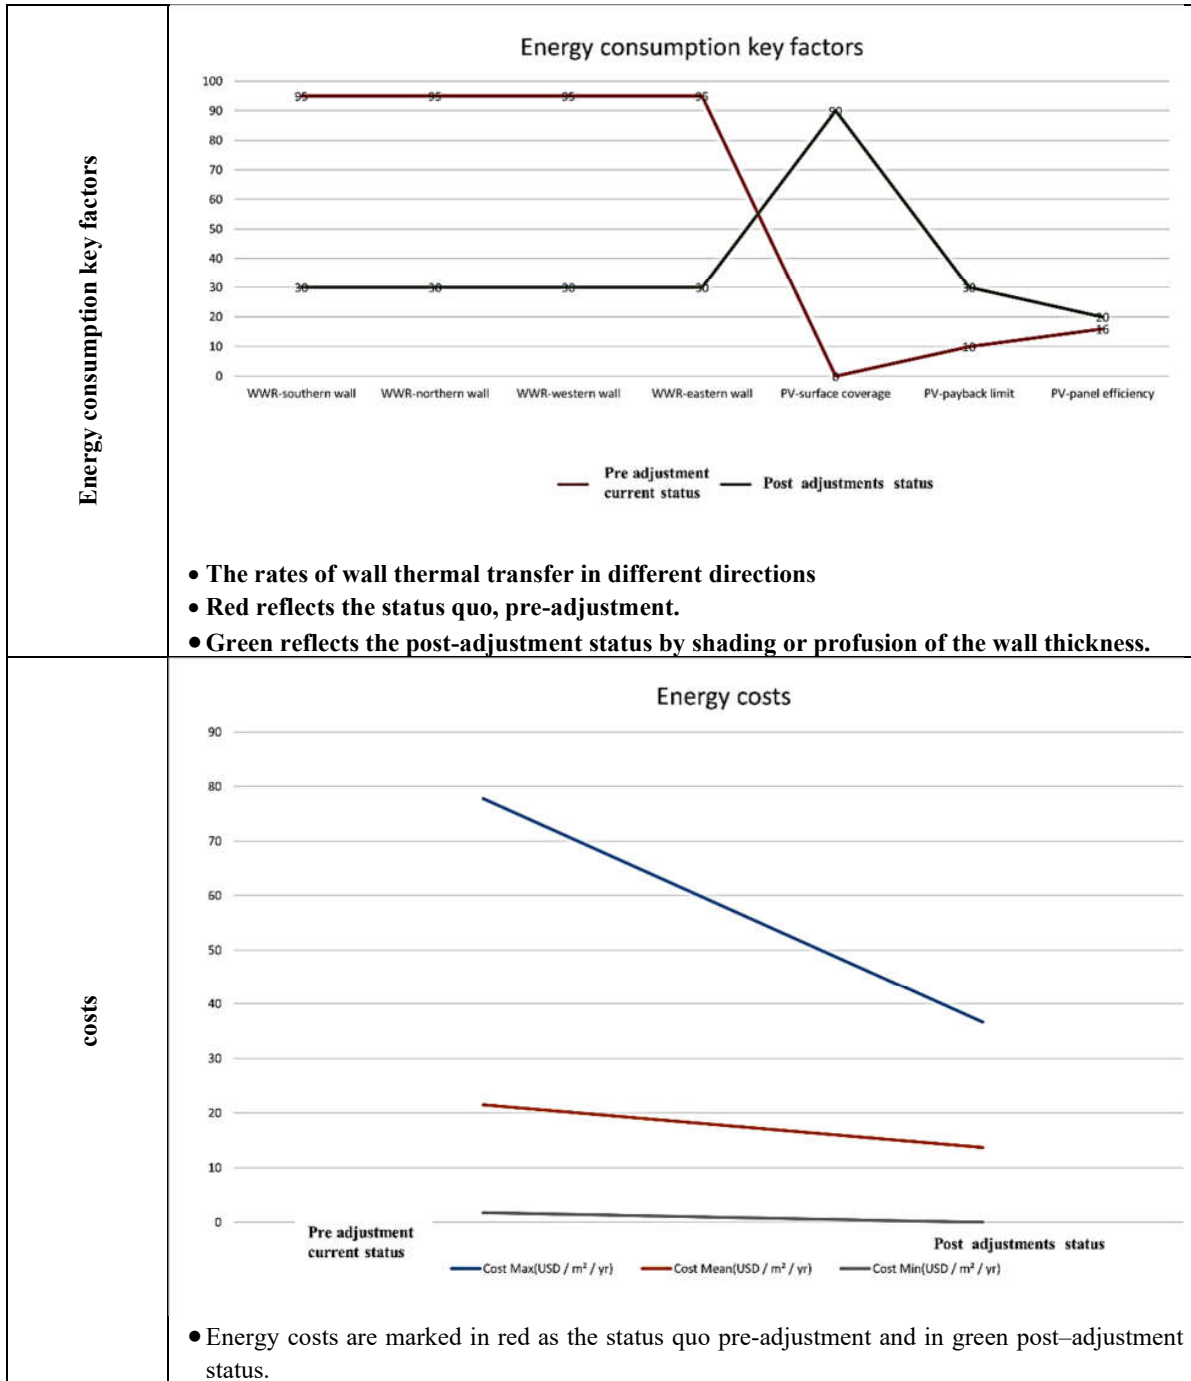 Energy consumption key factors
Energy consumption key factors
100
90
80
70
60
50
40
30
20
10
0
95 95 95 95 0 10 16
30 30 30 30 90 30 20
WWR-southern wall WWR-northern wall WWR-western wall WWR-eastern wall PV-surface coverage PV-payback limit PV-panel efficiency
Pre adjustment
current status
Post adjustments status
• The rates of wall thermal transfer in different directions
• Red reflects the status quo, pre-adjustment.
• Green reflects the post-adjustment status by shading or profusion of the wall thickness.
costs
Energy costs
90
80
70
60
50
40
30
20
10
0
Pre adjustment
current status
Post adjustments status
Cost Max(USD / m² / yr) Cost Mean(USD / m² / yr) Cost Min(USD / m² / yr)
• Energy costs are marked in red as the status quo pre-adjustment and in green post–adjustment
status.